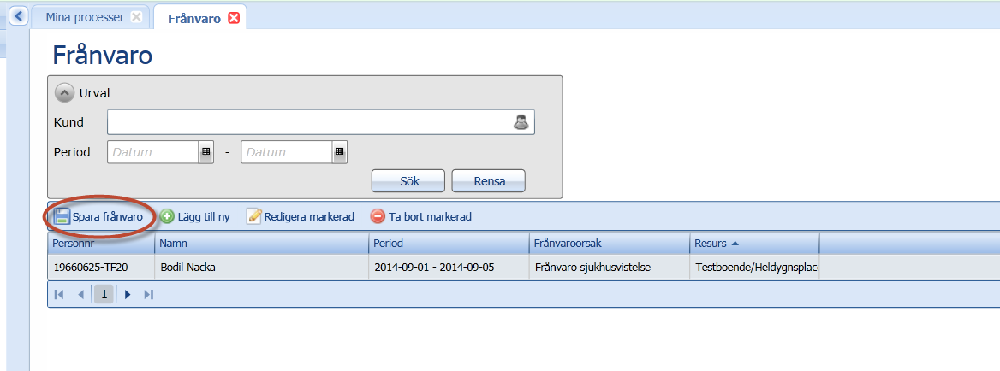 Mina processer Frånvaro
Frånvaro
Urval
Kund
Period Datum - Datum
Sök Rensa
Spara frånvaro Lägg till ny Redigera markerad Ta bort markerad
Personnr Namn Period Frånvaroorsak Resurs
19660625-TF20 Bodil Nacka 2014-09-01 - 2014-09-05 Frånvaro sjukhusvistelse Testboende/Heldygnsplace
1